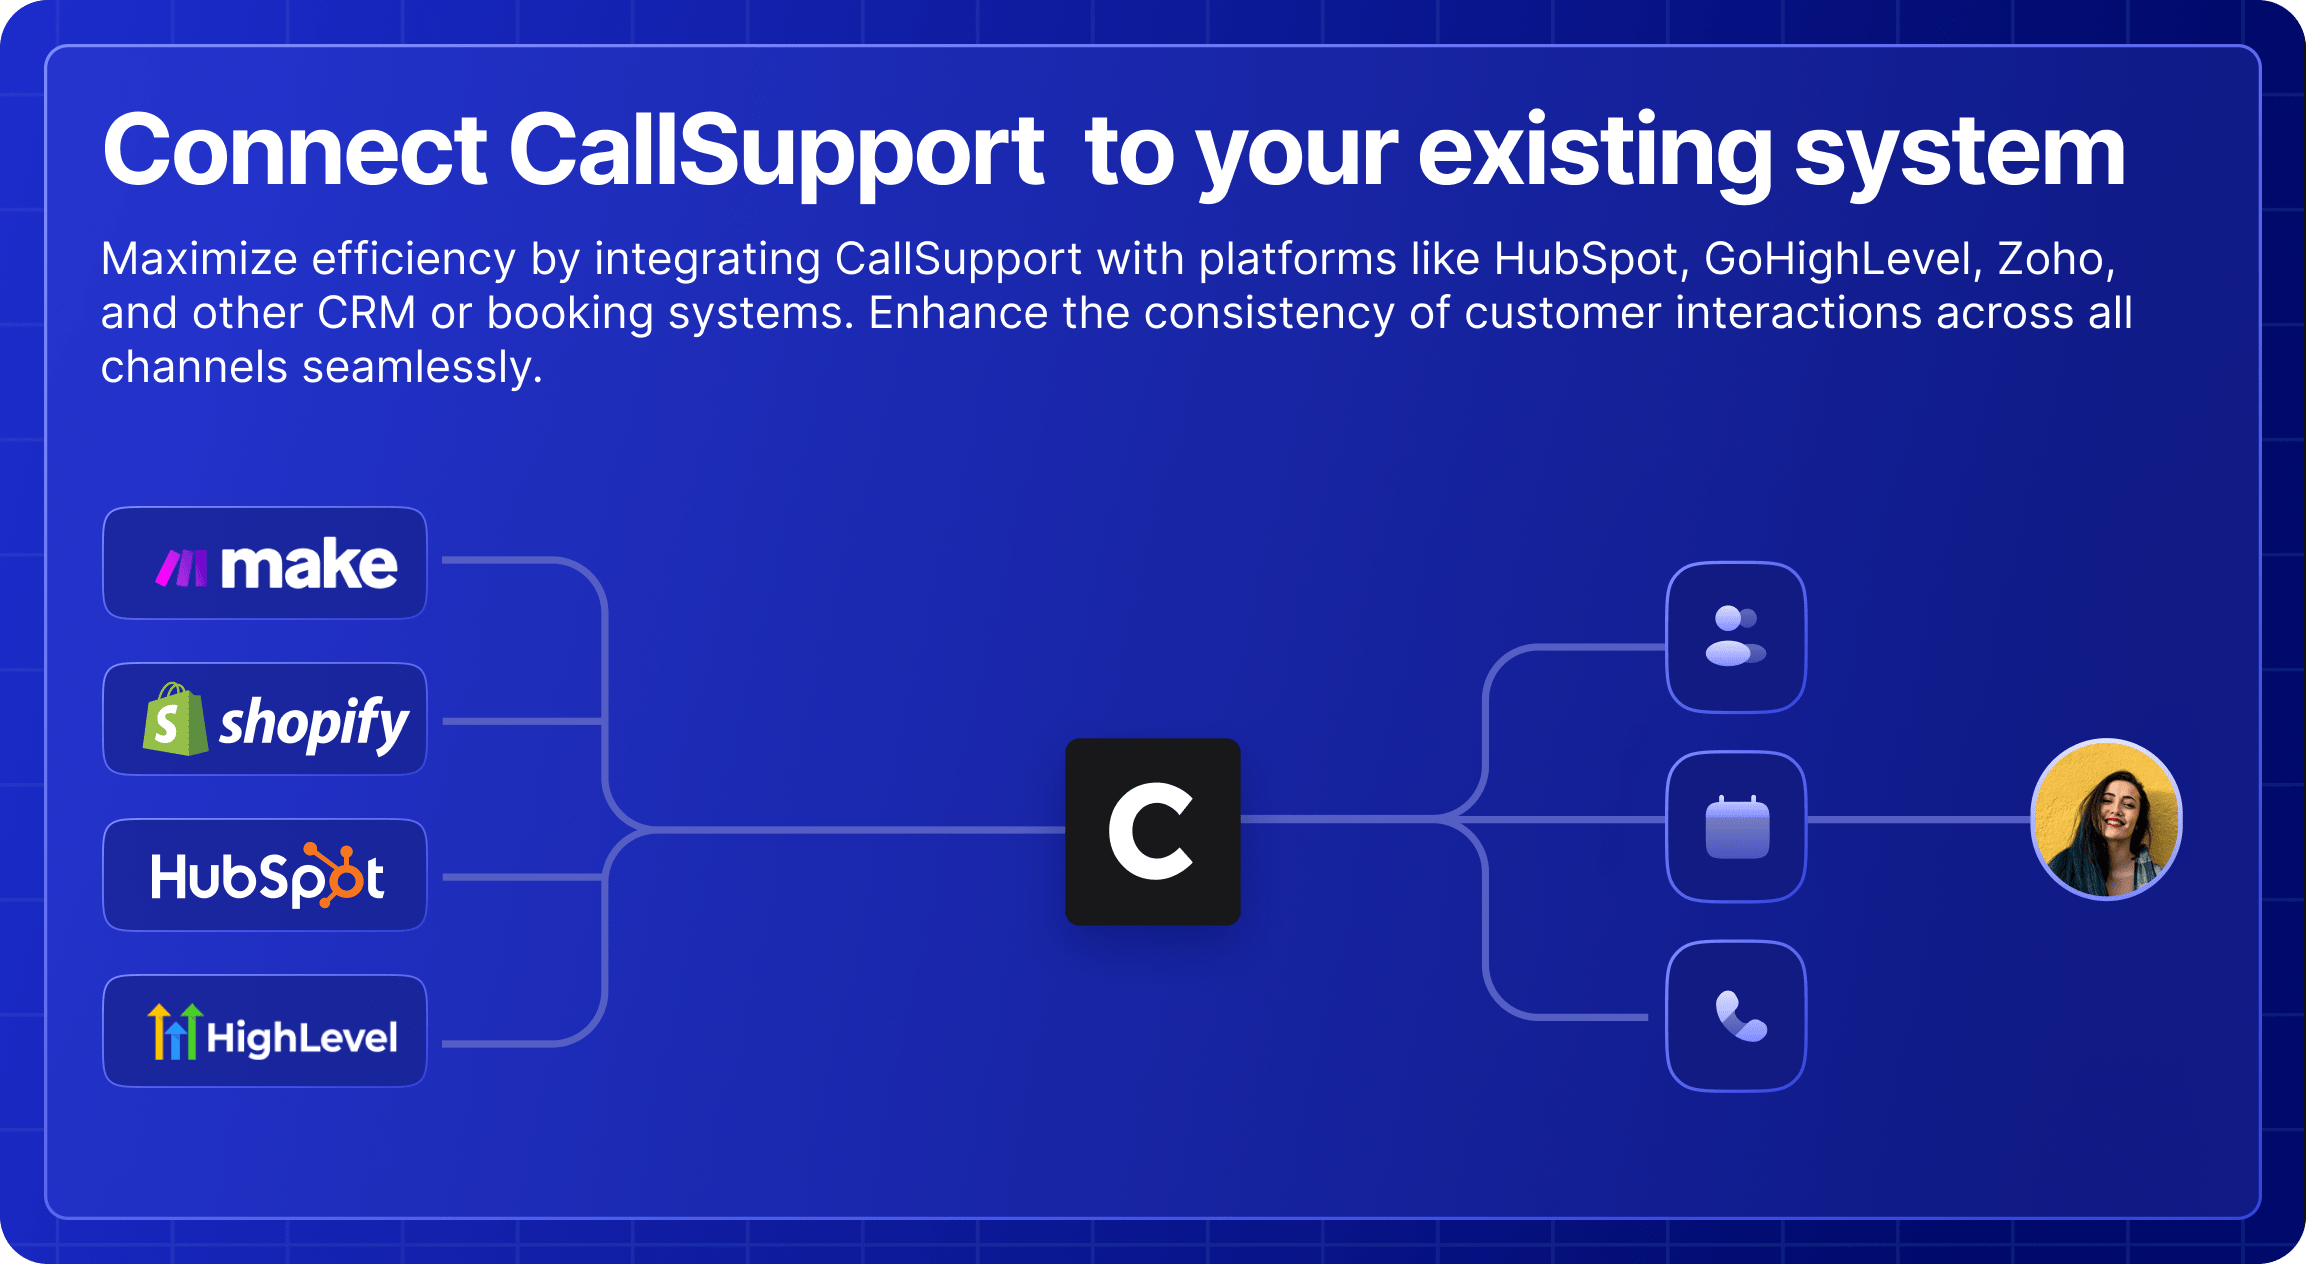 Connect CallSupport  to your existing system
Maximize efficiency by integrating CallSupport with platforms like HubSpot, GoHighLevel, Zoho,
and other CRM or booking systems. Enhance the consistency of customer interactions across all
channels seamlessly.
make
shopify
HubSpot
C
HighLevel